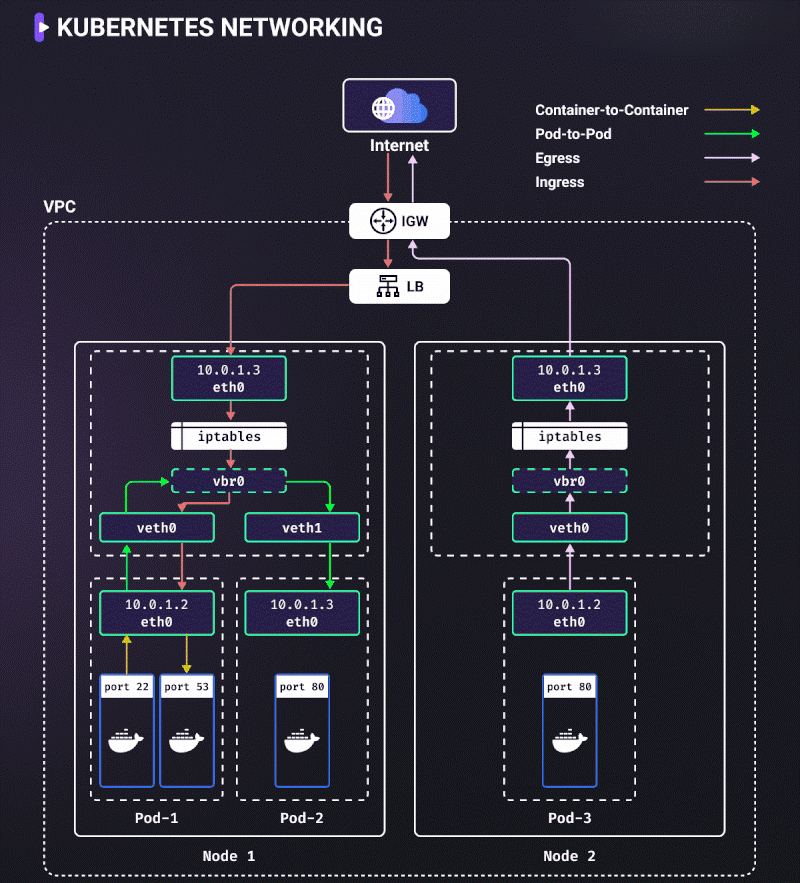 KUBERNETES NETWORKING
Internet
Container-to-Container
Pod-to-Pod
Egress
Ingress
VPC
IGW
LB
10.0.1.3
eth0
iptables
vbr0
veth0
veth1
10.0.1.2
eth0
10.0.1.3
eth0
port 22
port 53
port 80
Pod-1
Pod-2
Node 1
10.0.1.3
eth0
iptables
vbr0
veth0
10.0.1.2
eth0
port 80
Pod-3
Node 2